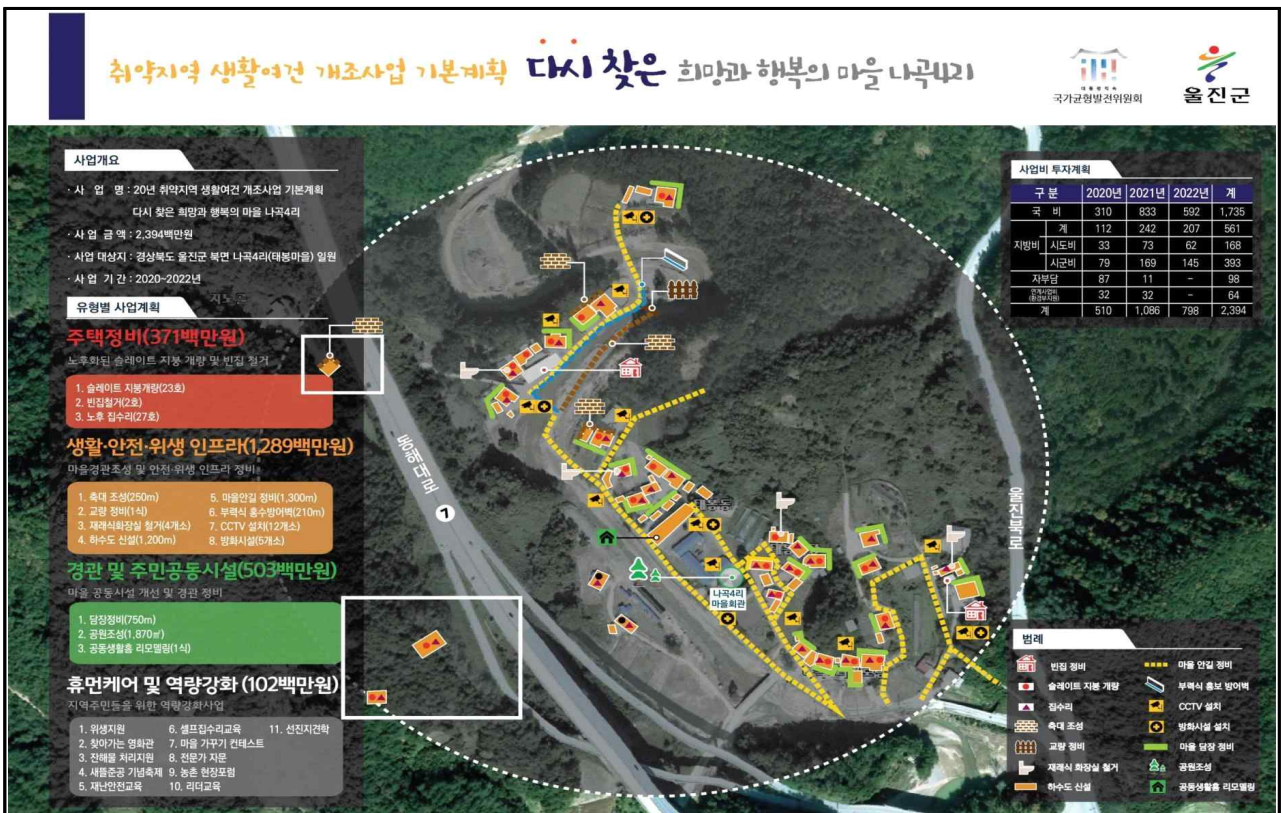 취약지역 생활여건 개조사업 기본계획 다시 찾은 희망과 행복의 마을 나곡4리
대통령직속
국가균형발전위원회
울진군
사업개요
· 사 업 명 : 20년 취약지역 생활여건 개조사업 기본계획
다시 찾은 희망과 행복의 마을 나곡4리
· 사 업 금 액 : 2,394백만원
· 사업 대상지 : 경상북도 울진군 북면 나곡4리(태봉마을) 일원
· 사 업 기 간 : 2020~2022년
유형별 사업계획
주택정비(371백만원)
노후화된 슬레이트 지붕 개량 및 빈집 철거
1. 슬레이트 지붕개량(23호)
2. 빈집철거(2호)
3. 노후 집수리(27호)
생활·안전·위생 인프라(1,289백만원)
마을경관조성 및 안전·위생 인프라 정비
1. 축대 조성(250m)
2. 교량 정비(1식)
3. 재래식화장실 철거(4개소)
4. 하수도 신설(1,200m)
5. 마을안길 정비(1,300m)
6. 부력식 홍수방어벽(210m)
7. CCTV 설치(12개소)
8. 방화시설(5개소)
경관 및 주민공동시설(503백만원)
마을 공동시설 개선 및 경관 정비
1. 담장정비(750m)
2. 공원조성(1,870㎡)
3. 공동생활홈 리모델링(1식)
휴먼케어 및 역량강화 (102백만원)
지역주민들을 위한 역량강화사업
1. 위생지원
2. 찾아가는 영화관
3. 잔해물 처리지원
4. 새뜰준공 기념축제
5. 재난안전교육
6. 셀프집수리교육
7. 마을 가꾸기 컨테스트
8. 전문가 자문
9. 농촌 현장포럼
10. 리더교육
11. 선진지견학
동해대로
1
울진북로
나곡4리
마을회관
사업비 투자계획
구 분 2020년 2021년 2022년 계
국 비 310 833 592 1,735
지방비 계 112 242 207 561
시도비 33 73 62 168
시군비 79 169 145 393
자부담 87 11 - 98
연계사업비
(환경부지원) 32 32 - 64
계 510 1,086 798 2,394
범례
빈집 정비
슬레이트 지붕 개량
집수리
축대 조성
교량 정비
재래식 화장실 철거
하수도 신설
마을 안길 정비
부력식 홍보 방어벽
CCTV 설치
방화시설 설치
마을 담장 정비
공원조성
공동생활홈 리모델링